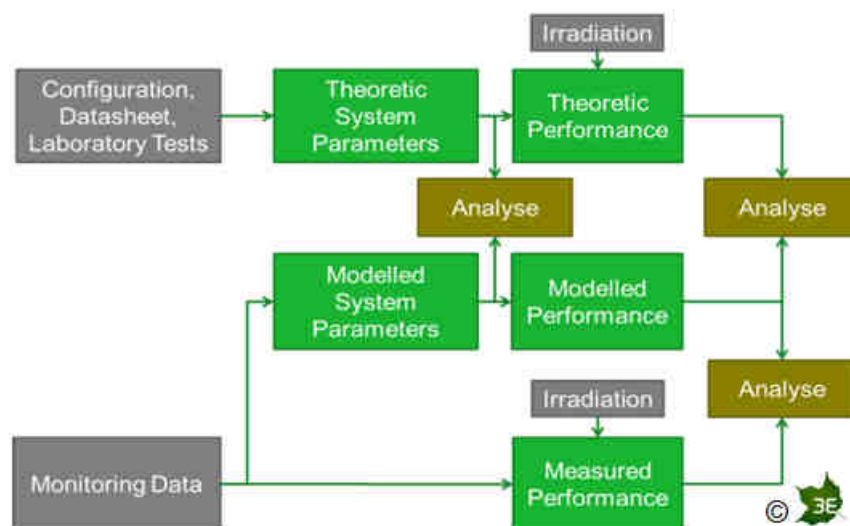 Irradiation
Configuration,
Datasheet,
Laboratory Tests
Theoretic
System
Parameters
Theoretic
Performance
Analyse
Analyse
Modelled
System
Parameters
Modelled
Performance
Analyse
Irradiation
Monitoring Data
Measured
Performance
© 3E